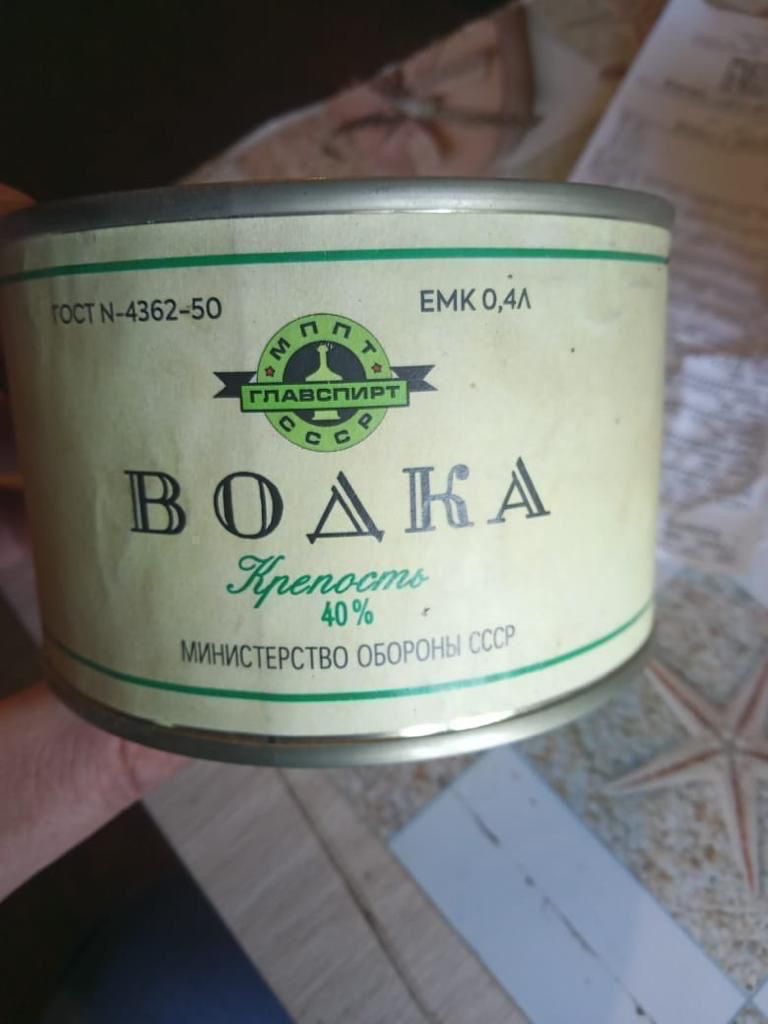 ГОСТ N-4362-50
ЕМК 0,4Л
МППТ
ГЛАВСПИРТ
СССР
ВОДКА
Крепость
40%
МИНИСТЕРСТВО ОБОРОНЫ СССР